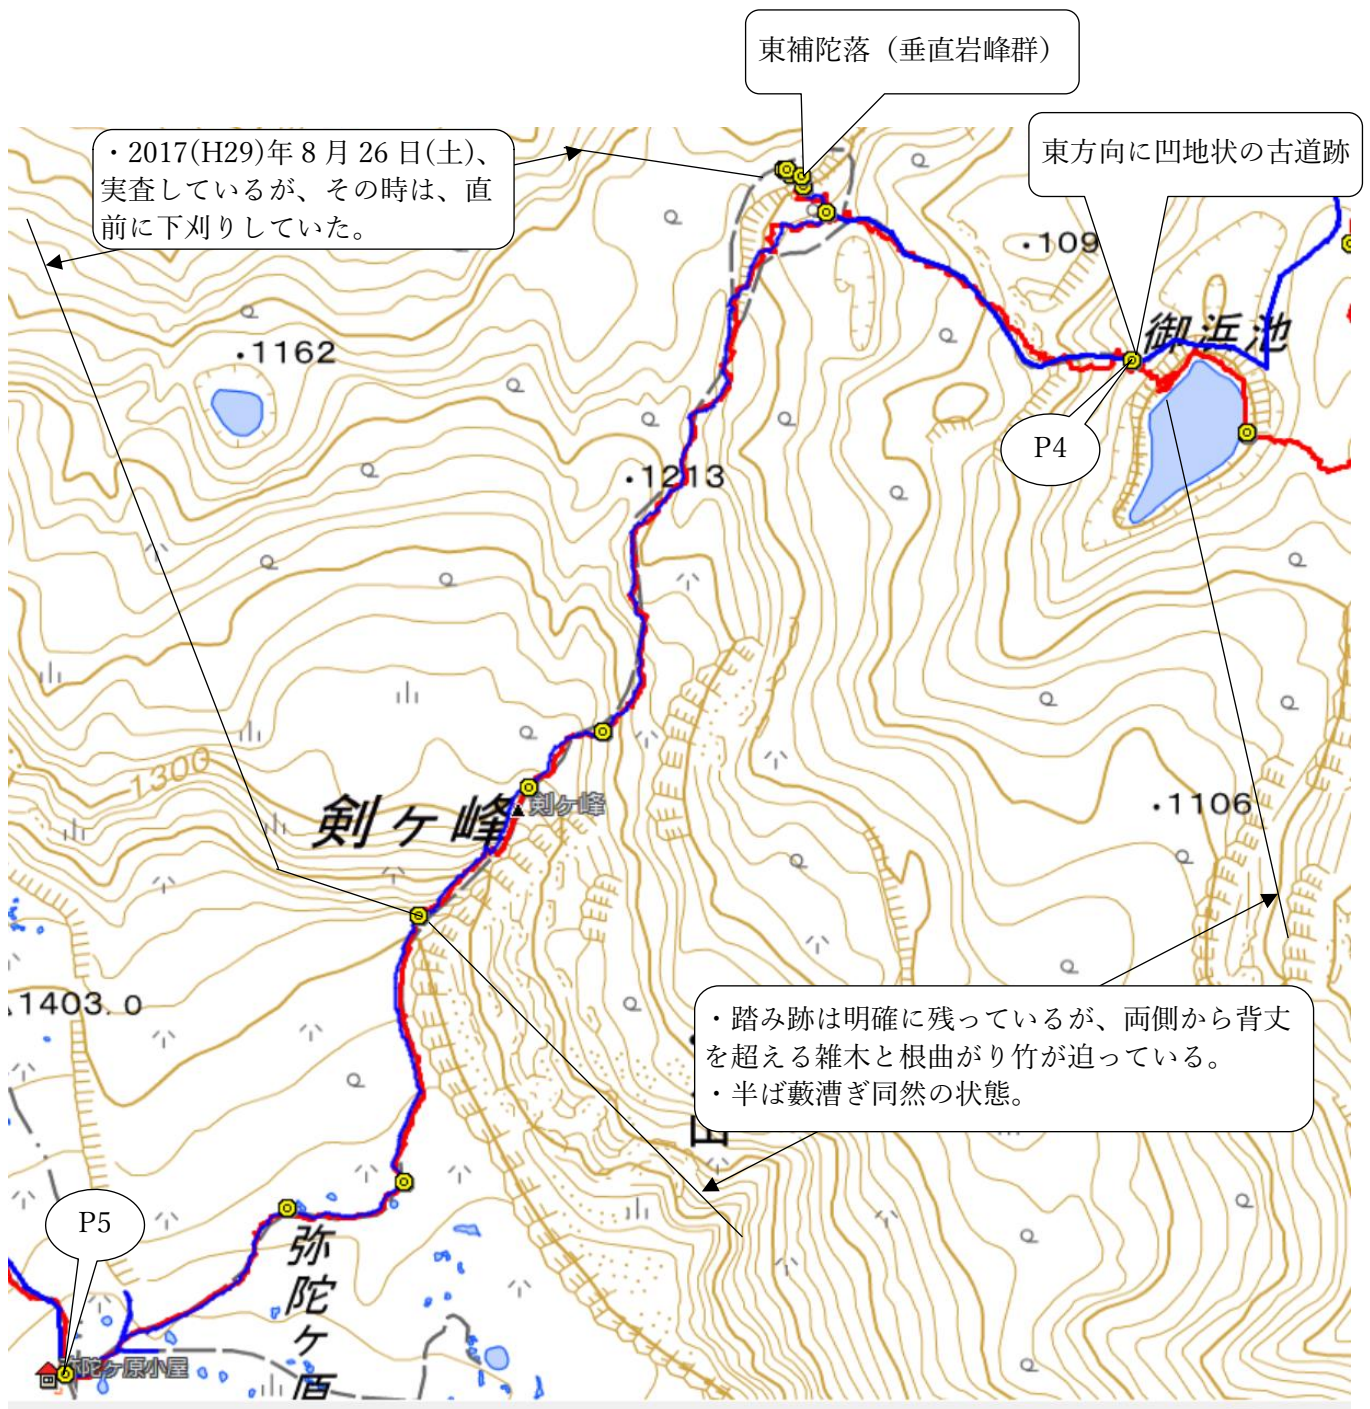 東補陀落（垂直岩峰群）
・2017(H29)年8月26日(土)、
実査しているが、その時は、直
前に下刈りしていた。
東方向に凹地状の古道跡
・109
御浜池
・1162
P4
・1213
1300
剣ヶ峰
剣ヶ峰
・1106
1403.0
・踏み跡は明確に残っているが、両側から背丈
を超える雑木と根曲がり竹が迫っている。
・半ば藪漕ぎ同然の状態。
P5
弥陀ヶ原
陀ヶ原小屋